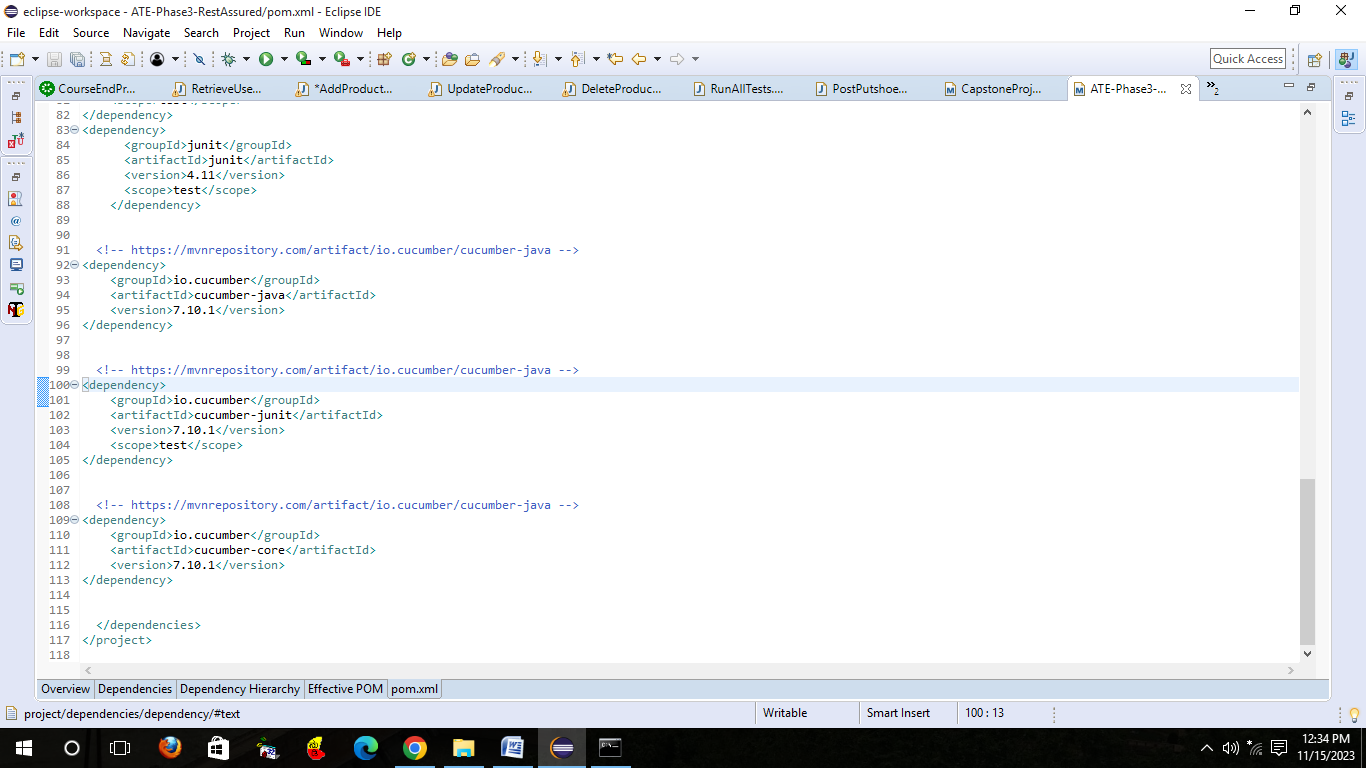 eclipse-workspace - ATE-Phase3-RestAssured/pom.xml - Eclipse IDE
File Edit Source Navigate Search Project Run Window Help
Quick Access
CourseEndPr... RetrieveUse... *AddProduct... UpdateProduc... DeleteProduc... RunAllTests.... PostPutshoe... CapstoneProj... ATE-Phase3-... »2
82 </dependency>
83 <dependency>
84 <groupId>junit</groupId>
85 <artifactId>junit</artifactId>
86 <version>4.11</version>
87 <scope>test</scope>
88 </dependency>
89
90
91 <!-- https://mvnrepository.com/artifact/io.cucumber/cucumber-java -->
92 <dependency>
93 <groupId>io.cucumber</groupId>
94 <artifactId>cucumber-java</artifactId>
95 <version>7.10.1</version>
96 </dependency>
97
98
99 <!-- https://mvnrepository.com/artifact/io.cucumber/cucumber-java -->
100 <dependency>
101 <groupId>io.cucumber</groupId>
102 <artifactId>cucumber-junit</artifactId>
103 <version>7.10.1</version>
104 <scope>test</scope>
105 </dependency>
106
107
108 <!-- https://mvnrepository.com/artifact/io.cucumber/cucumber-java -->
109 <dependency>
110 <groupId>io.cucumber</groupId>
111 <artifactId>cucumber-core</artifactId>
112 <version>7.10.1</version>
113 </dependency>
114
115
116 </dependencies>
117 </project>
118
Overview Dependencies Dependency Hierarchy Effective POM pom.xml
project/dependencies/dependency/#text Writable Smart Insert 100 : 13
12:34 PM
11/15/2023